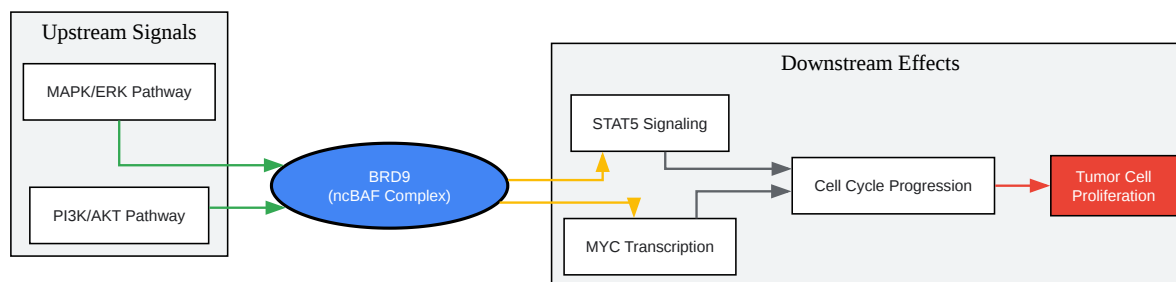 Upstream Signals
MAPK/ERK Pathway
PI3K/AKT Pathway
BRD9
(ncBAF Complex)
Downstream Effects
STAT5 Signaling
MYC Transcription
Cell Cycle Progression
Tumor Cell
Proliferation